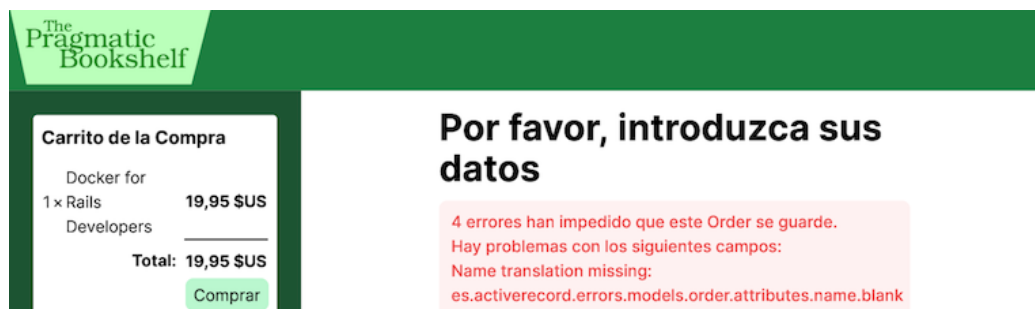 The
Pragmatic
Bookshelf
Carrito de la Compra
Docker for
1× Rails 19,95 $US
Developers
Total: 19,95 $US
Comprar
Por favor, introduzca sus
datos
4 errores han impedido que este Order se guarde.
Hay problemas con los siguientes campos:
Name translation missing:
es.activerecord.errors.models.order.attributes.name.blank